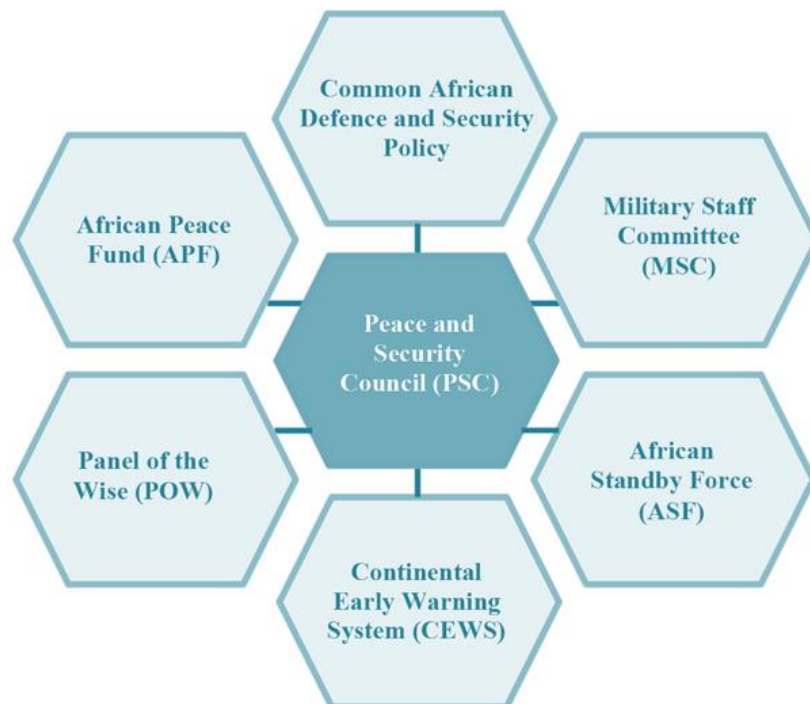 Common African
Defence and Security
Policy
African Peace
Fund (APF)
Military Staff
Committee
(MSC)
Peace and
Security
Council (PSC)
Panel of the
Wise (POW)
African
Standby Force
(ASF)
Continental
Early Warning
System (CEWS)